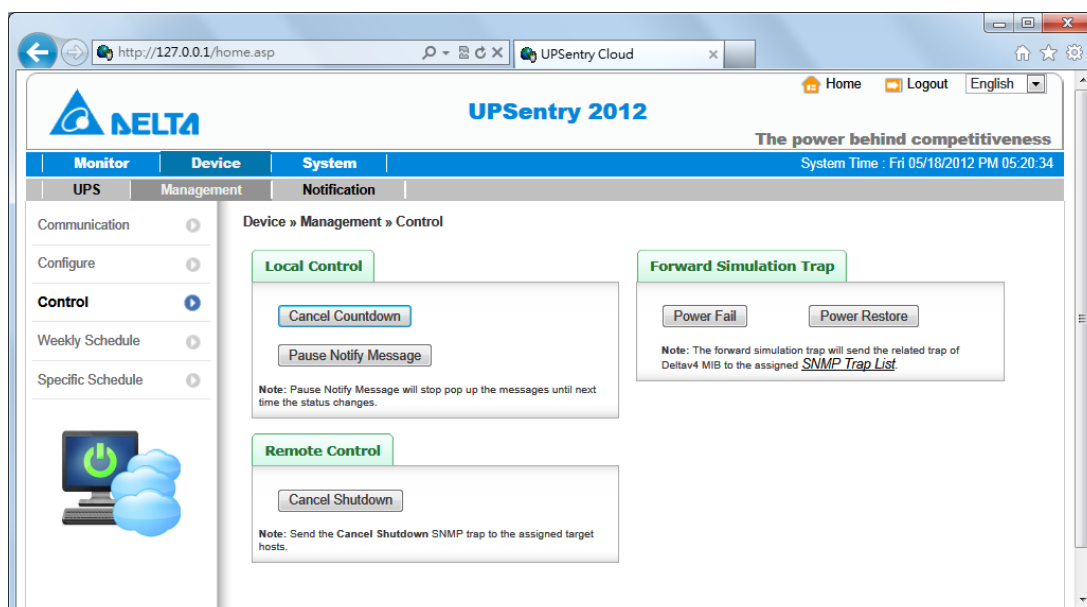 http://127.0.0.1/home.asp
UPSentry Cloud
Home
Logout
English
DELTA
UPSentry 2012
The power behind competitiveness
Monitor
Device
System
System Time : Fri 05/18/2012 PM 05:20:34
UPS
Management
Notification
Communication
Configure
Control
Weekly Schedule
Specific Schedule
Device » Management » Control
Local Control
Cancel Countdown
Pause Notify Message
Note: Pause Notify Message will stop pop up the messages until next
time the status changes.
Forward Simulation Trap
Power Fail
Power Restore
Note: The forward simulation trap will send the related trap of
Deltav4 MIB to the assigned SNMP Trap List.
Remote Control
Cancel Shutdown
Note: Send the Cancel Shutdown SNMP trap to the assigned target
hosts.